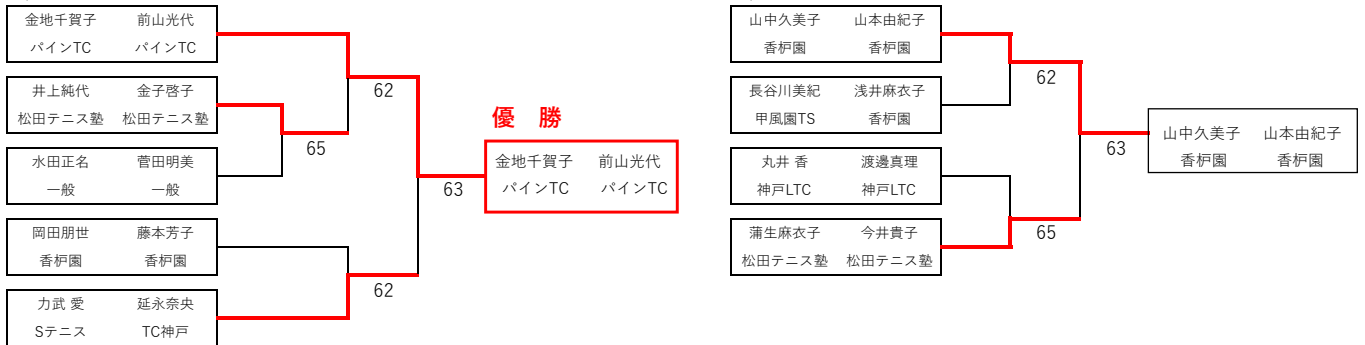 金地千賀子 前山光代
パインTC パインTC
井上純代 金子啓子
松田テニス塾 松田テニス塾
水田正名 菅田明美
一般 一般
岡田朋世 藤本芳子
香枦園 香枦園
力武 愛 延永奈央
Sテニス TC神戸
65
62
62
63
優 勝
金地千賀子 前山光代
パインTC パインTC
山中久美子 山本由紀子
香枦園 香枦園
長谷川美紀 浅井麻衣子
甲風園TS 香枦園
丸井 香 渡邊真理
神戸LTC 神戸LTC
蒲生麻衣子 今井貴子
松田テニス塾 松田テニス塾
62
65
63
山中久美子 山本由紀子
香枦園 香枦園